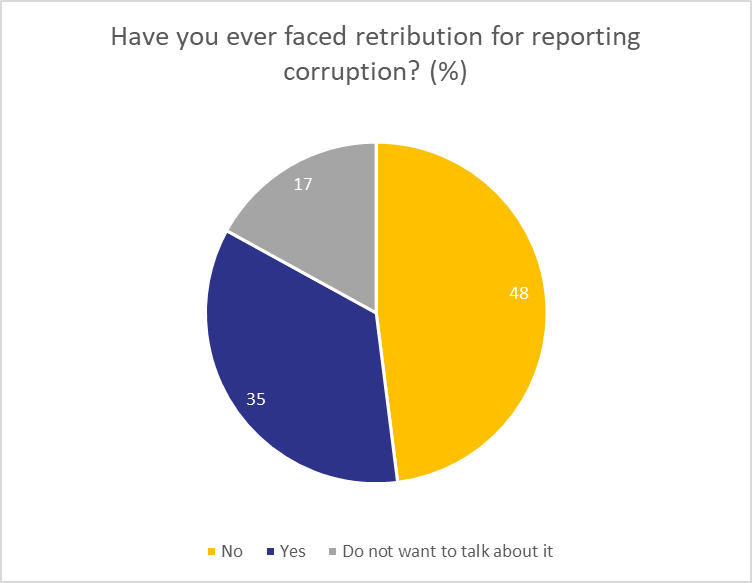 Have you ever faced retribution for reporting
corruption? (%)
17
48
35
No Yes Do not want to talk about it